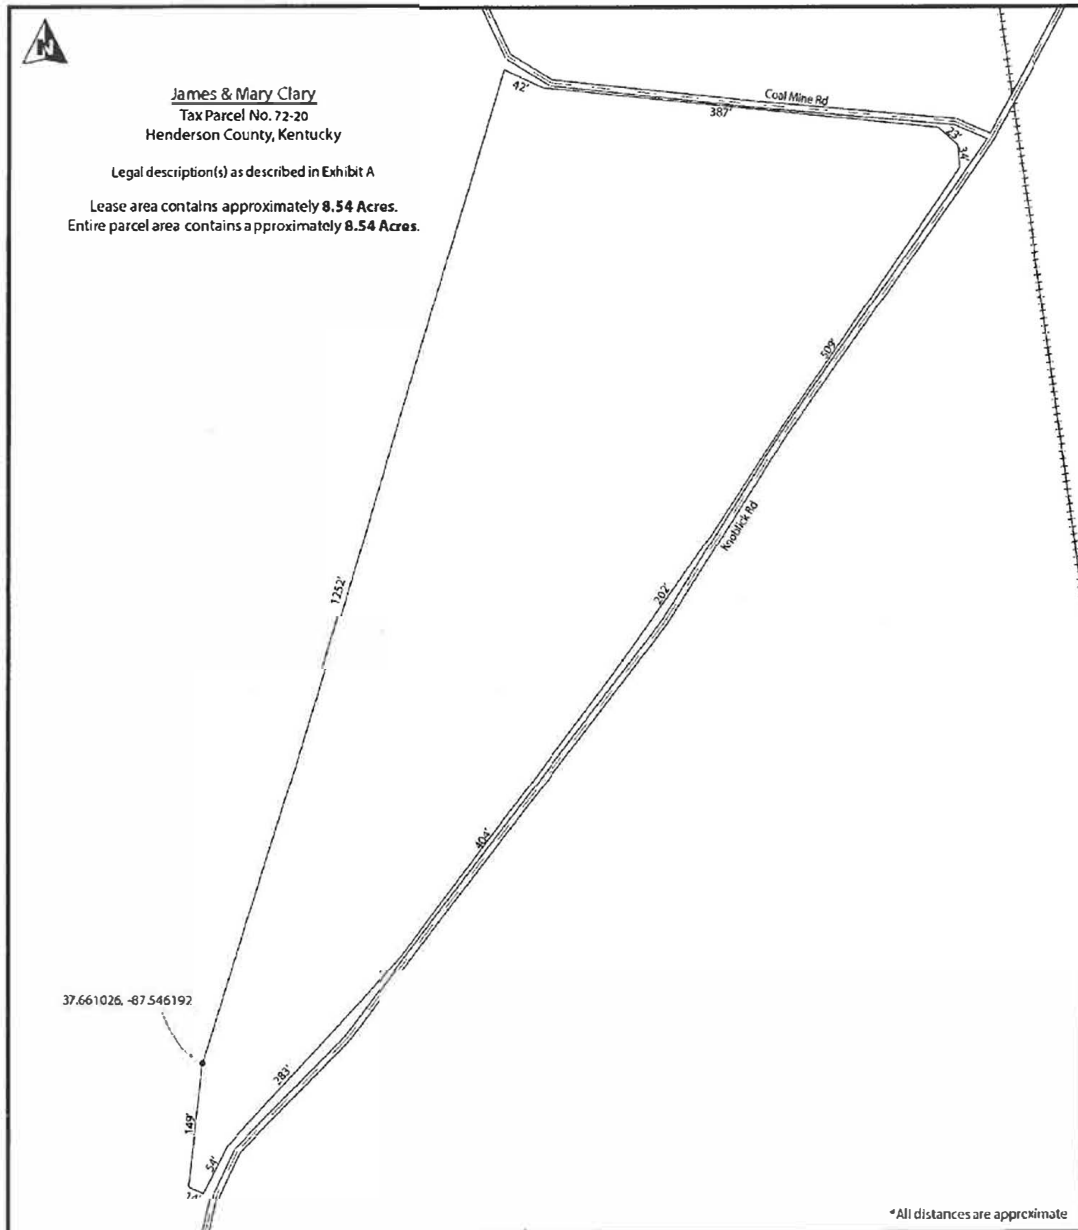 N
James & Mary Clary
Tax Parcel No. 72-20
Henderson County, Kentucky
Legal description(s) as described in Exhibit A
Lease area contains approximately 8.54 Acres.
Entire parcel area contains approximately 8.54 Acres.
42'
Coal Mine Rd
387'
23'
34'
509'
Knoblick Rd
202'
1252'
404'
37.661026, -87.546192
283'
149'
54'
*All distances are approximate